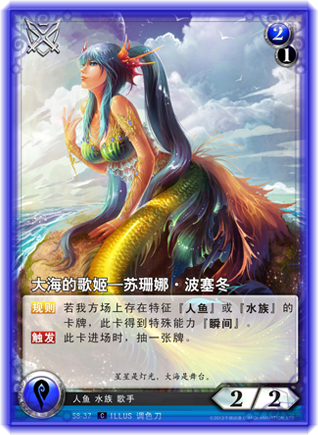 2
1
大海的歌姬—苏珊娜·波塞冬
规则 若我方场上存在特征『人鱼』或『水族』的
卡牌，此卡得到特殊能力『瞬间』。
触发 此卡进场时，抽一张牌。
星星是灯光，大海是舞台。
人鱼 水族 歌手
2/2
C ILLUS. 调色刀